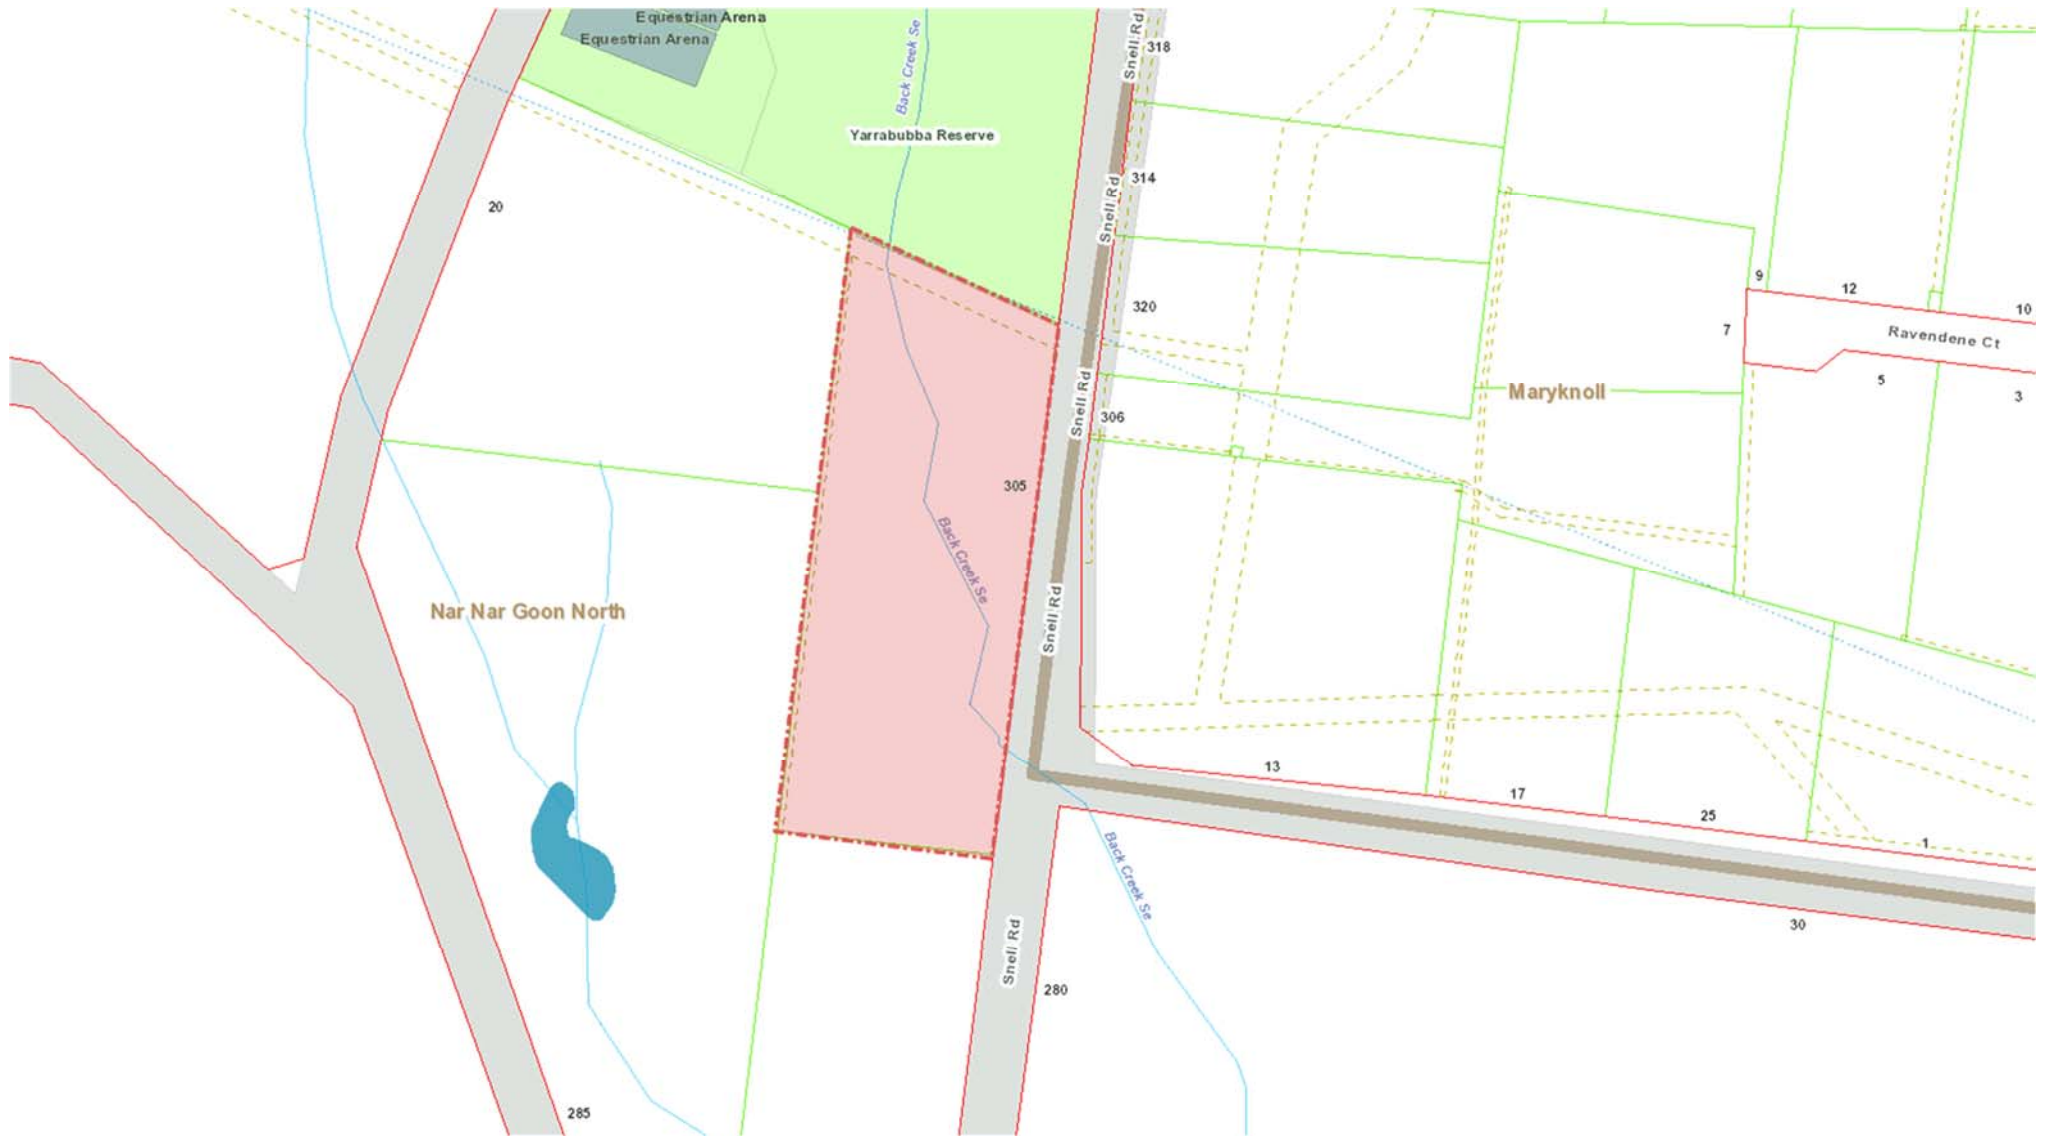 Equestrian Arena
Equestrian Arena
Back Creek Se
Snell Rd
318
Yarrabubba Reserve
314
20
Snell Rd
9
12
320
10
7
Ravendene Ct
5
Maryknoll
3
Snell Rd
306
305
Back Creek Se
Nar Nar Goon North
Snell Rd
13
17
25
1
Back Creek Se
30
Snell Rd
280
285